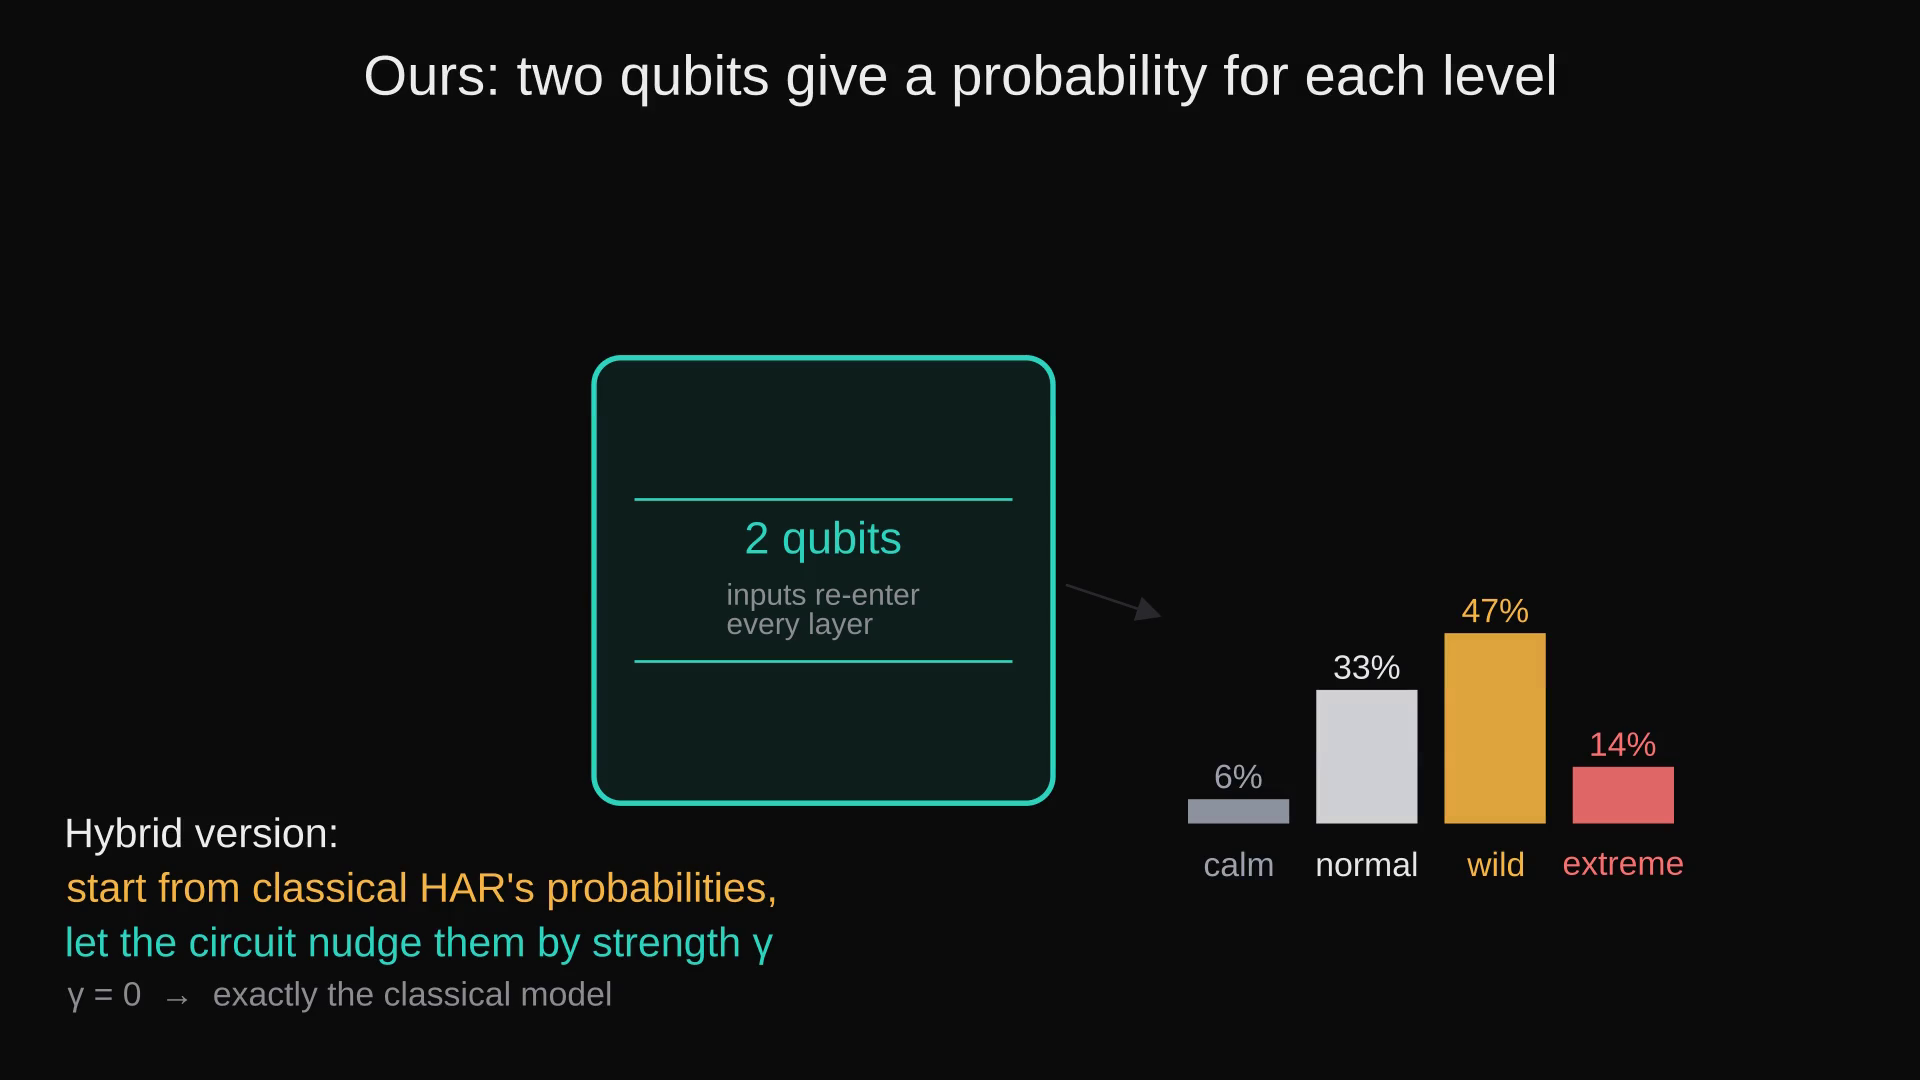 Ours: two qubits give a probability for each level
2 qubits
inputs re-enter
every layer
47%
33%
14%
6%
calm normal wild extreme
Hybrid version:
start from classical HAR's probabilities,
let the circuit nudge them by strength γ
γ = 0 → exactly the classical model